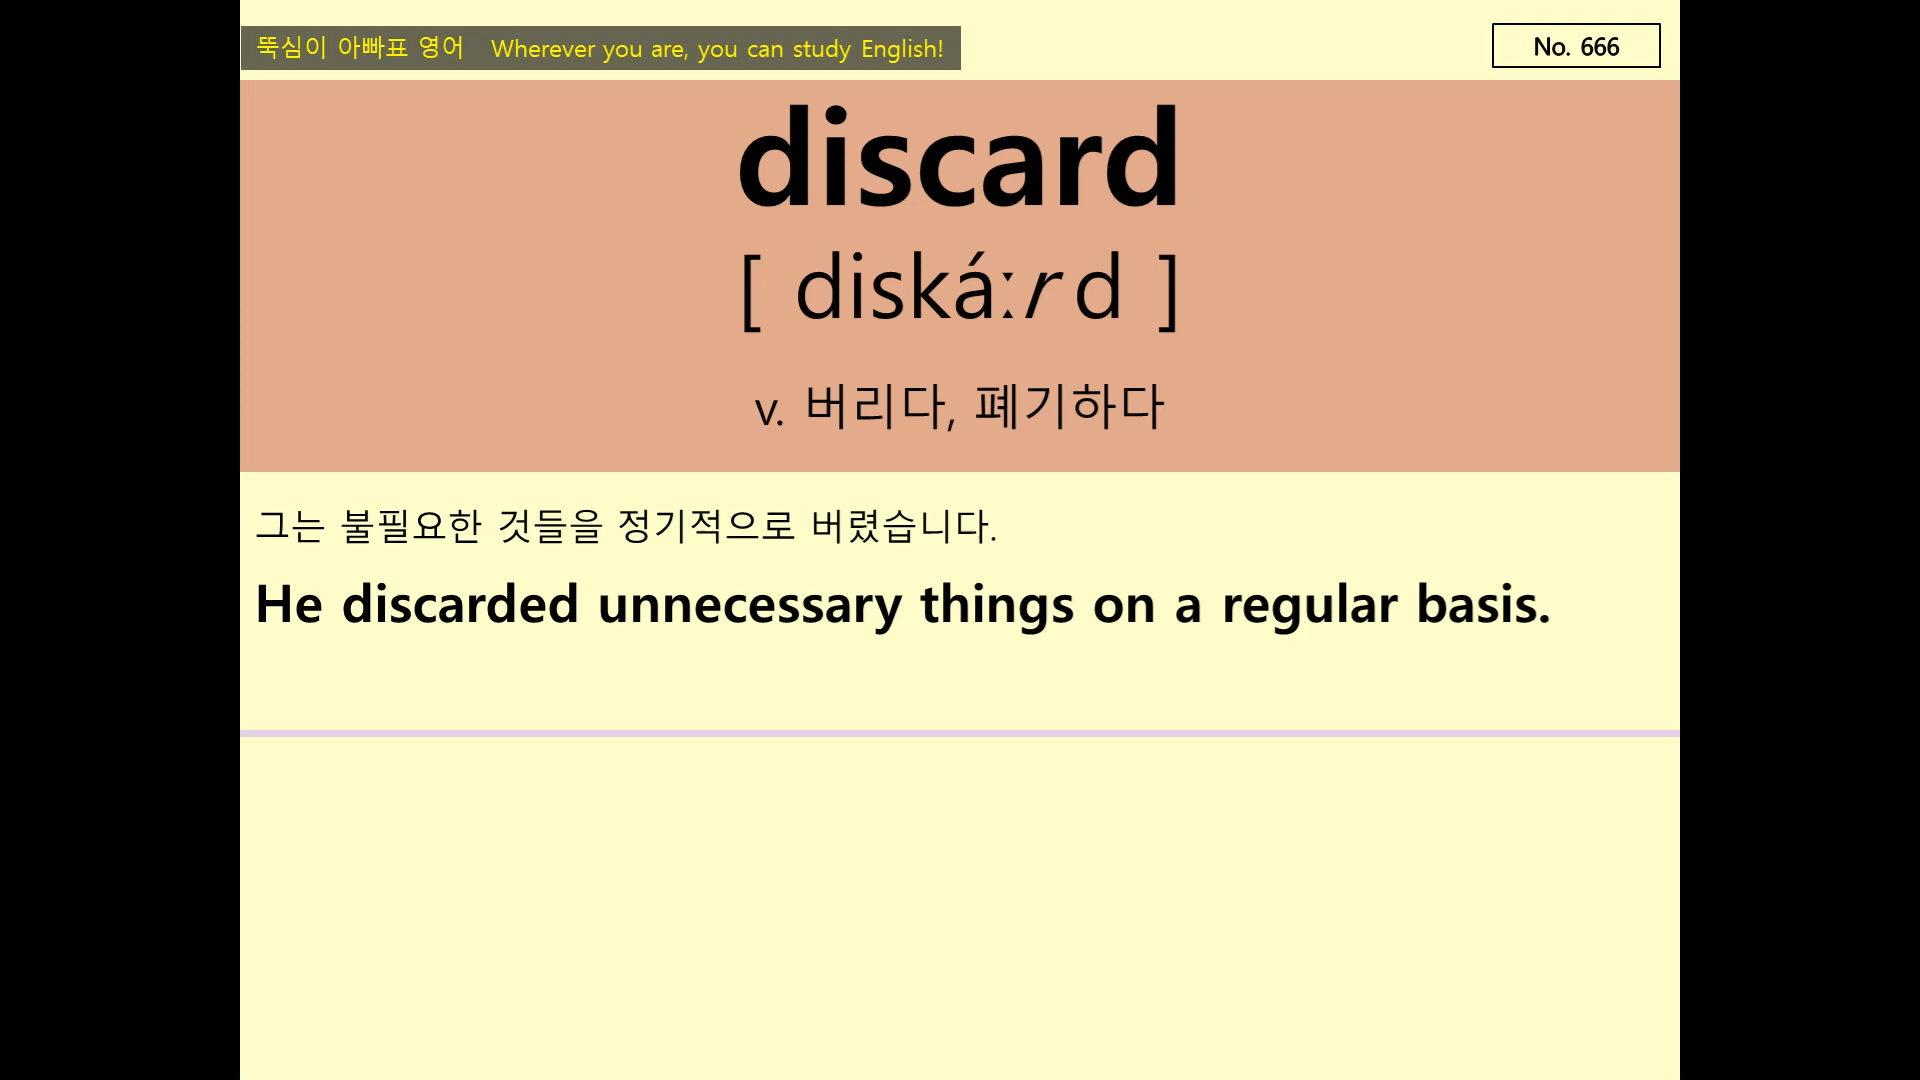 뚝심이 아빠표 영어 Wherever you are, you can study English!
No. 666
discard
[ diskáːrd ]
v. 버리다, 폐기하다
그는 불필요한 것들을 정기적으로 버렸습니다.
He discarded unnecessary things on a regular basis.